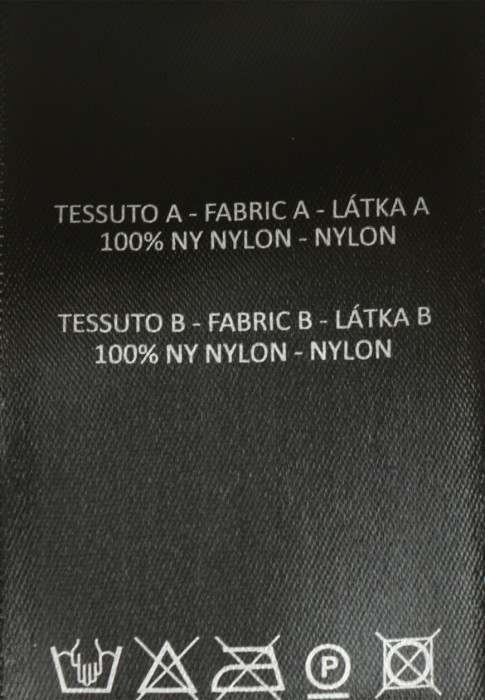 TESSUTO A - FABRIC A - LÁTKA A
100% NY NYLON - NYLON
TESSUTO B - FABRIC B - LÁTKA B
100% NY NYLON - NYLON
P